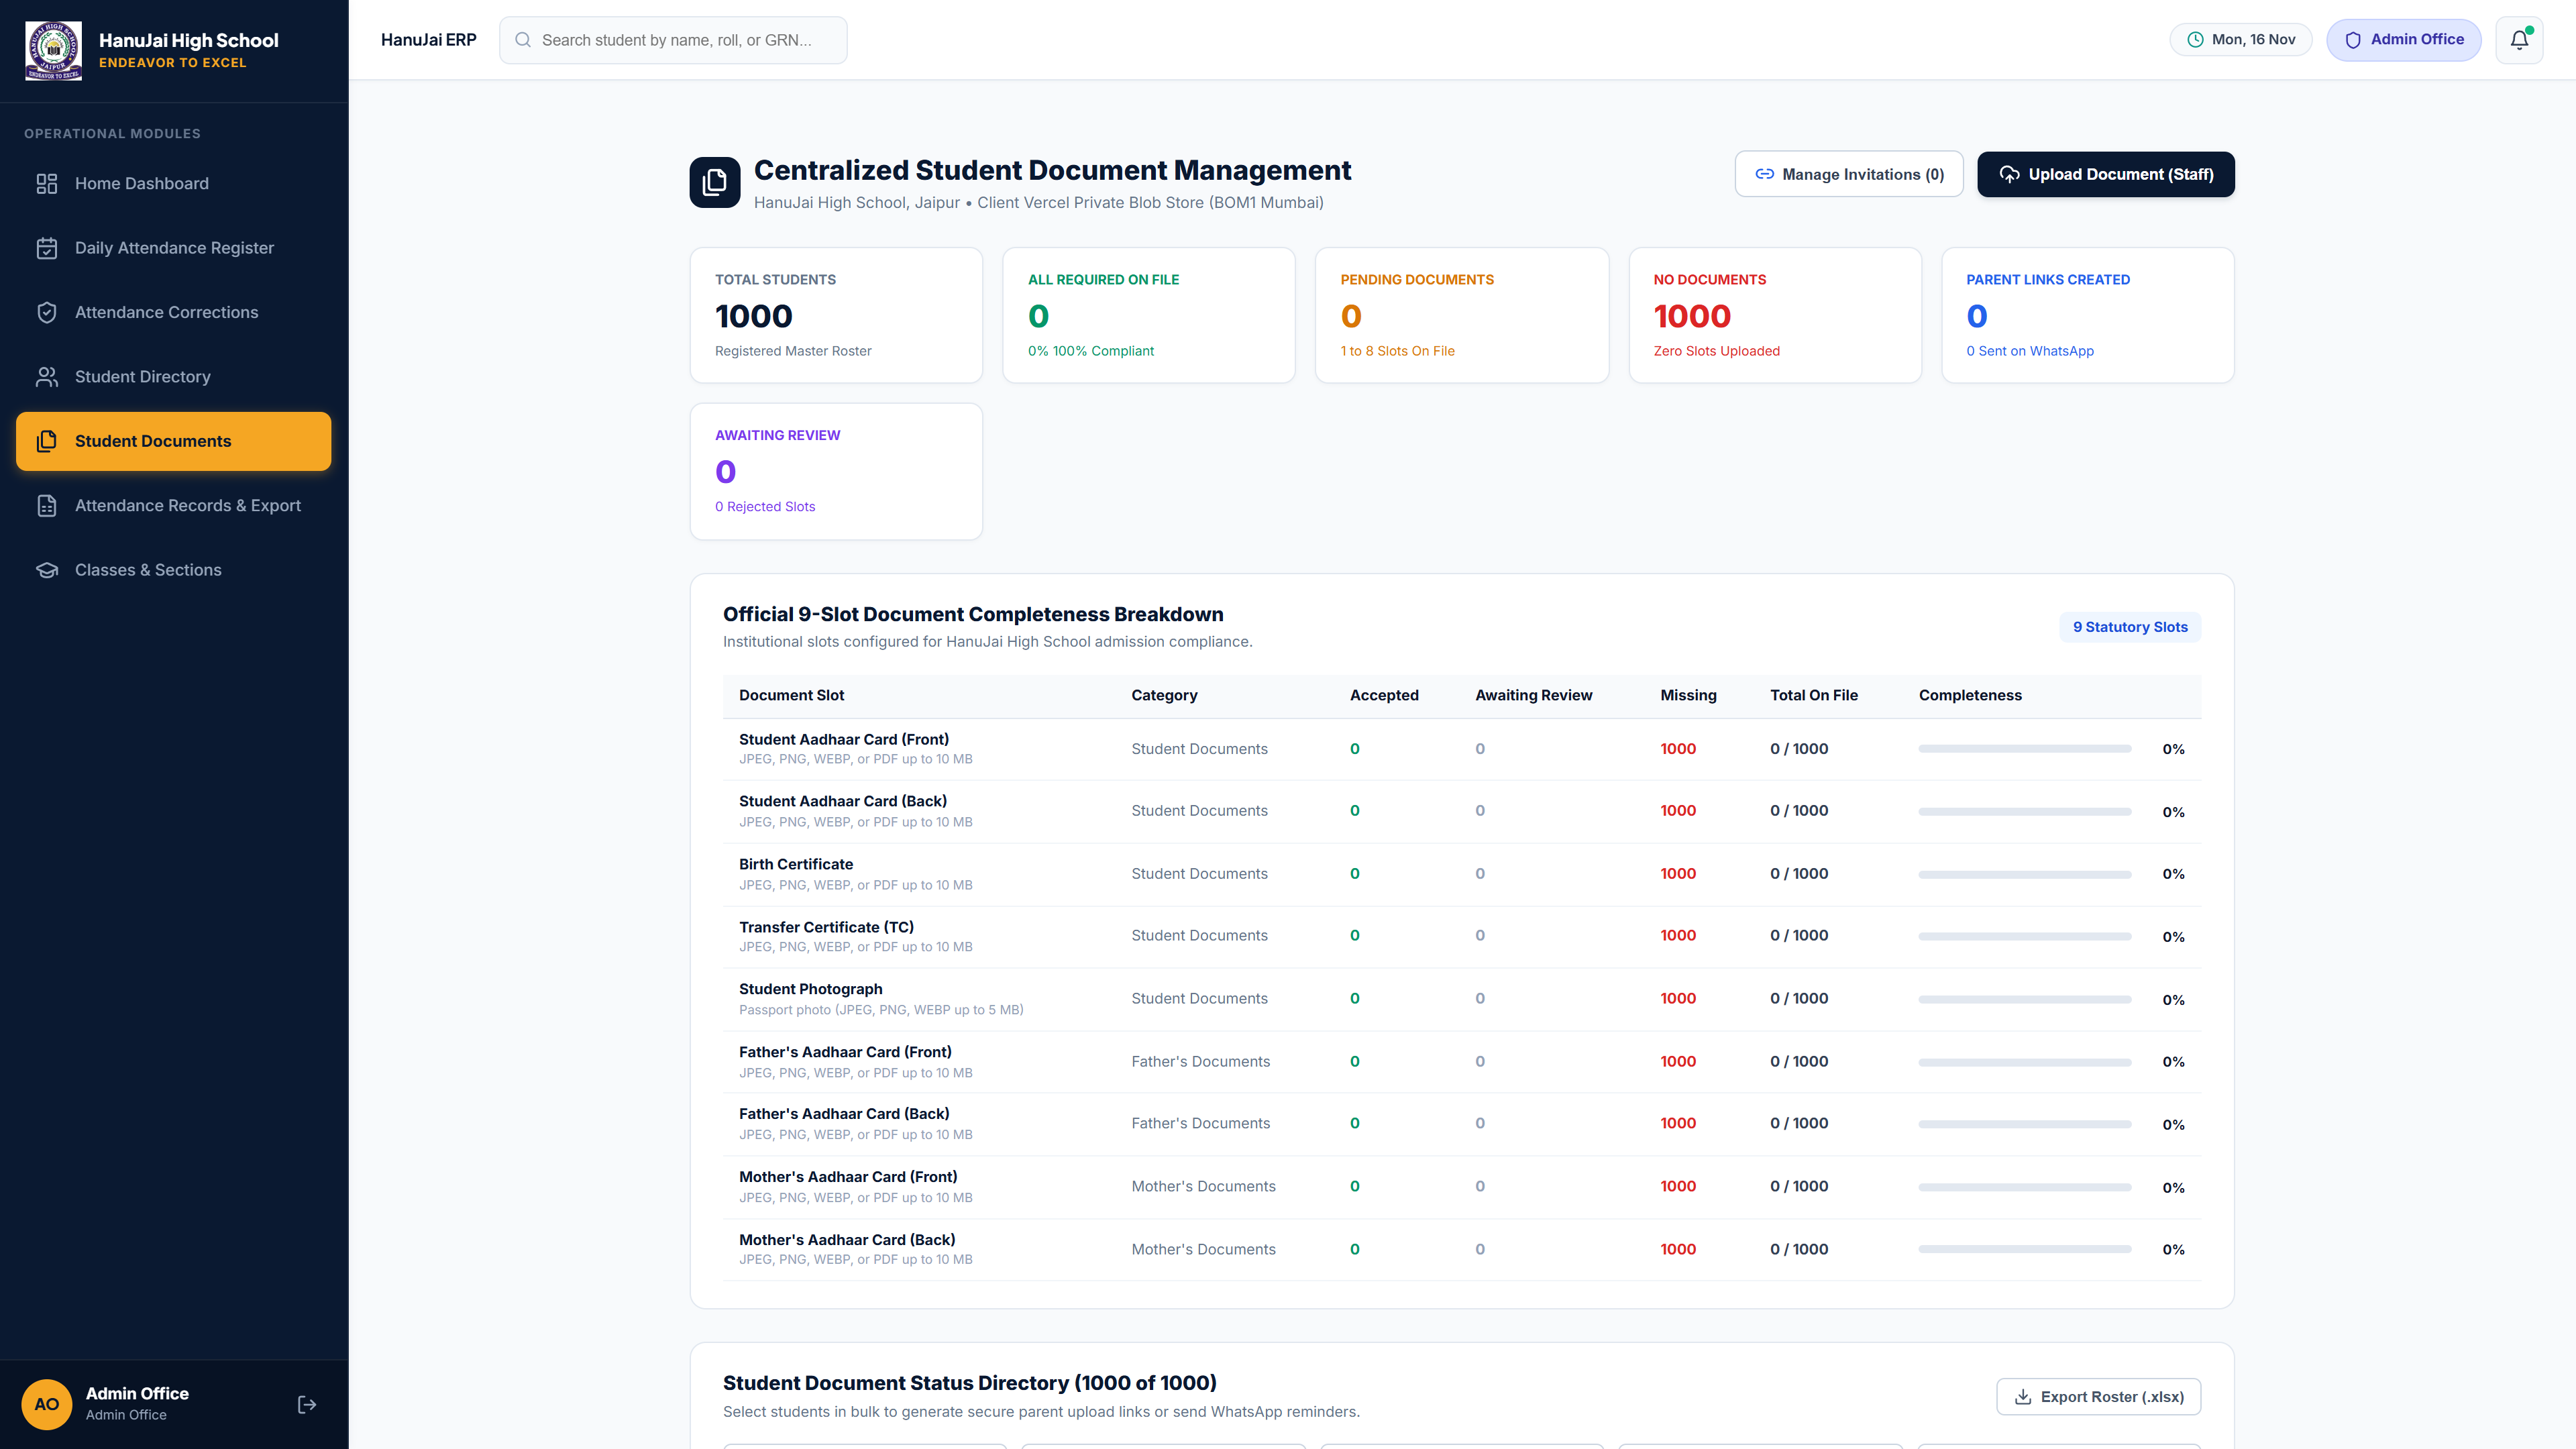 HanuJai High School
ENDEAVOR TO EXCEL
HanuJai ERP
Search student by name, roll, or GRN...
Mon, 16 Nov
Admin Office
OPERATIONAL MODULES
Home Dashboard
Daily Attendance Register
Attendance Corrections
Student Directory
Student Documents
Attendance Records & Export
Classes & Sections
AO
Admin Office
Admin Office
Centralized Student Document Management
HanuJai High School, Jaipur • Client Vercel Private Blob Store (BOM1 Mumbai)
Manage Invitations (0)
Upload Document (Staff)
TOTAL STUDENTS
1000
Registered Master Roster
ALL REQUIRED ON FILE
0
0% 100% Compliant
PENDING DOCUMENTS
0
1 to 8 Slots On File
NO DOCUMENTS
1000
Zero Slots Uploaded
PARENT LINKS CREATED
0
0 Sent on WhatsApp
AWAITING REVIEW
0
0 Rejected Slots
Official 9-Slot Document Completeness Breakdown
Institutional slots configured for HanuJai High School admission compliance.
9 Statutory Slots
Document Slot Category Accepted Awaiting Review Missing Total On File Completeness
Student Aadhaar Card (Front)
JPEG, PNG, WEBP, or PDF up to 10 MB
Student Documents 0 0 1000 0 / 1000 0%
Student Aadhaar Card (Back)
JPEG, PNG, WEBP, or PDF up to 10 MB
Student Documents 0 0 1000 0 / 1000 0%
Birth Certificate
JPEG, PNG, WEBP, or PDF up to 10 MB
Student Documents 0 0 1000 0 / 1000 0%
Transfer Certificate (TC)
JPEG, PNG, WEBP, or PDF up to 10 MB
Student Documents 0 0 1000 0 / 1000 0%
Student Photograph
Passport photo (JPEG, PNG, WEBP up to 5 MB)
Student Documents 0 0 1000 0 / 1000 0%
Father's Aadhaar Card (Front)
JPEG, PNG, WEBP, or PDF up to 10 MB
Father's Documents 0 0 1000 0 / 1000 0%
Father's Aadhaar Card (Back)
JPEG, PNG, WEBP, or PDF up to 10 MB
Father's Documents 0 0 1000 0 / 1000 0%
Mother's Aadhaar Card (Front)
JPEG, PNG, WEBP, or PDF up to 10 MB
Mother's Documents 0 0 1000 0 / 1000 0%
Mother's Aadhaar Card (Back)
JPEG, PNG, WEBP, or PDF up to 10 MB
Mother's Documents 0 0 1000 0 / 1000 0%
Student Document Status Directory (1000 of 1000)
Select students in bulk to generate secure parent upload links or send WhatsApp reminders.
Export Roster (.xlsx)